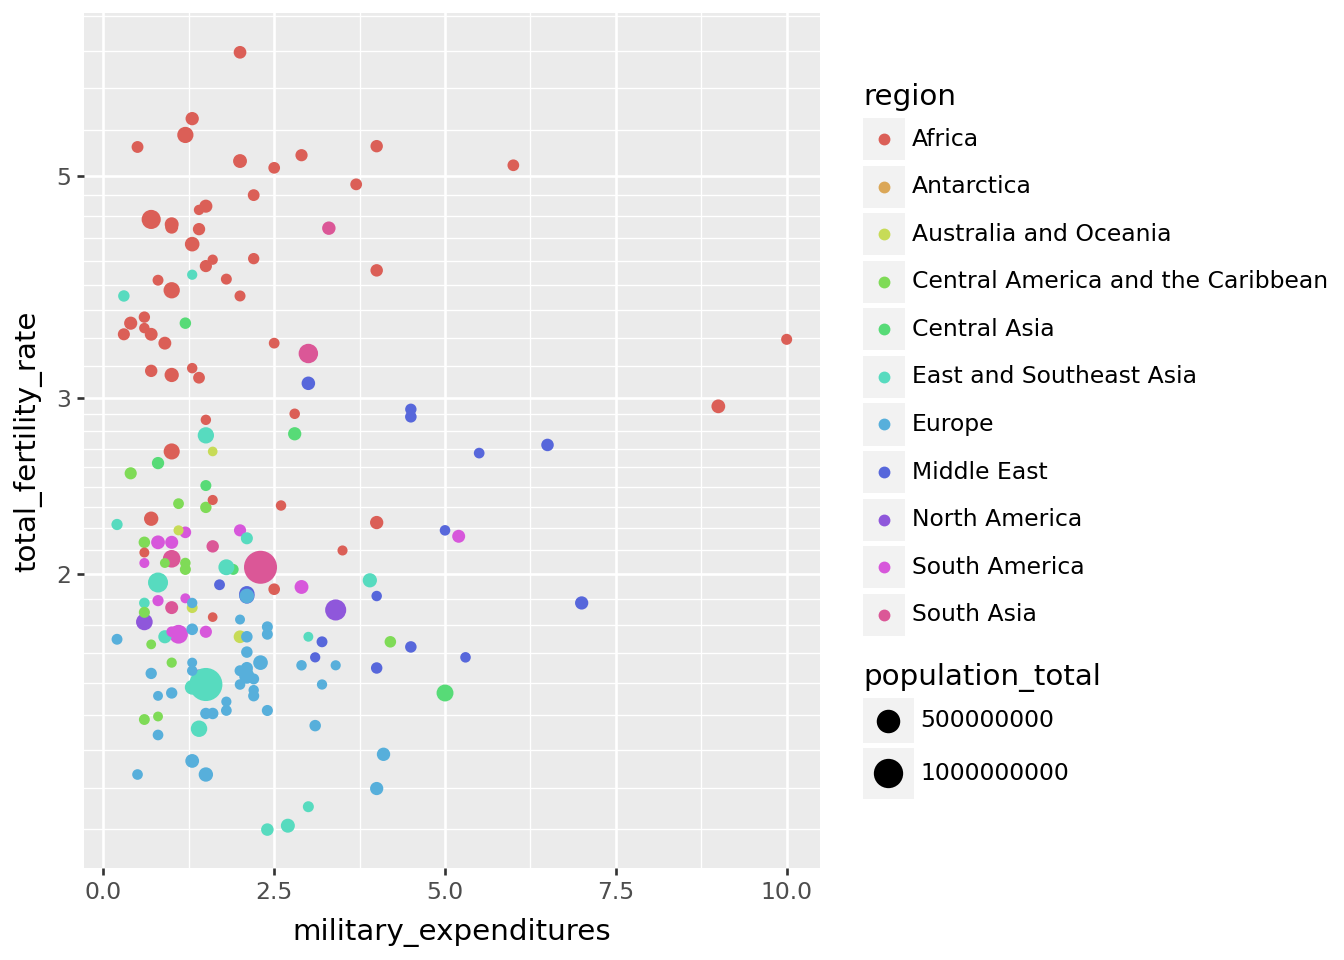 total_fertility_rate
5
3
2
0.0
2.5
5.0
7.5
10.0
military_expenditures
region
Africa
Antarctica
Australia and Oceania
Central America and the Caribbean
Central Asia
East and Southeast Asia
Europe
Middle East
North America
South America
South Asia
population_total
500000000
1000000000